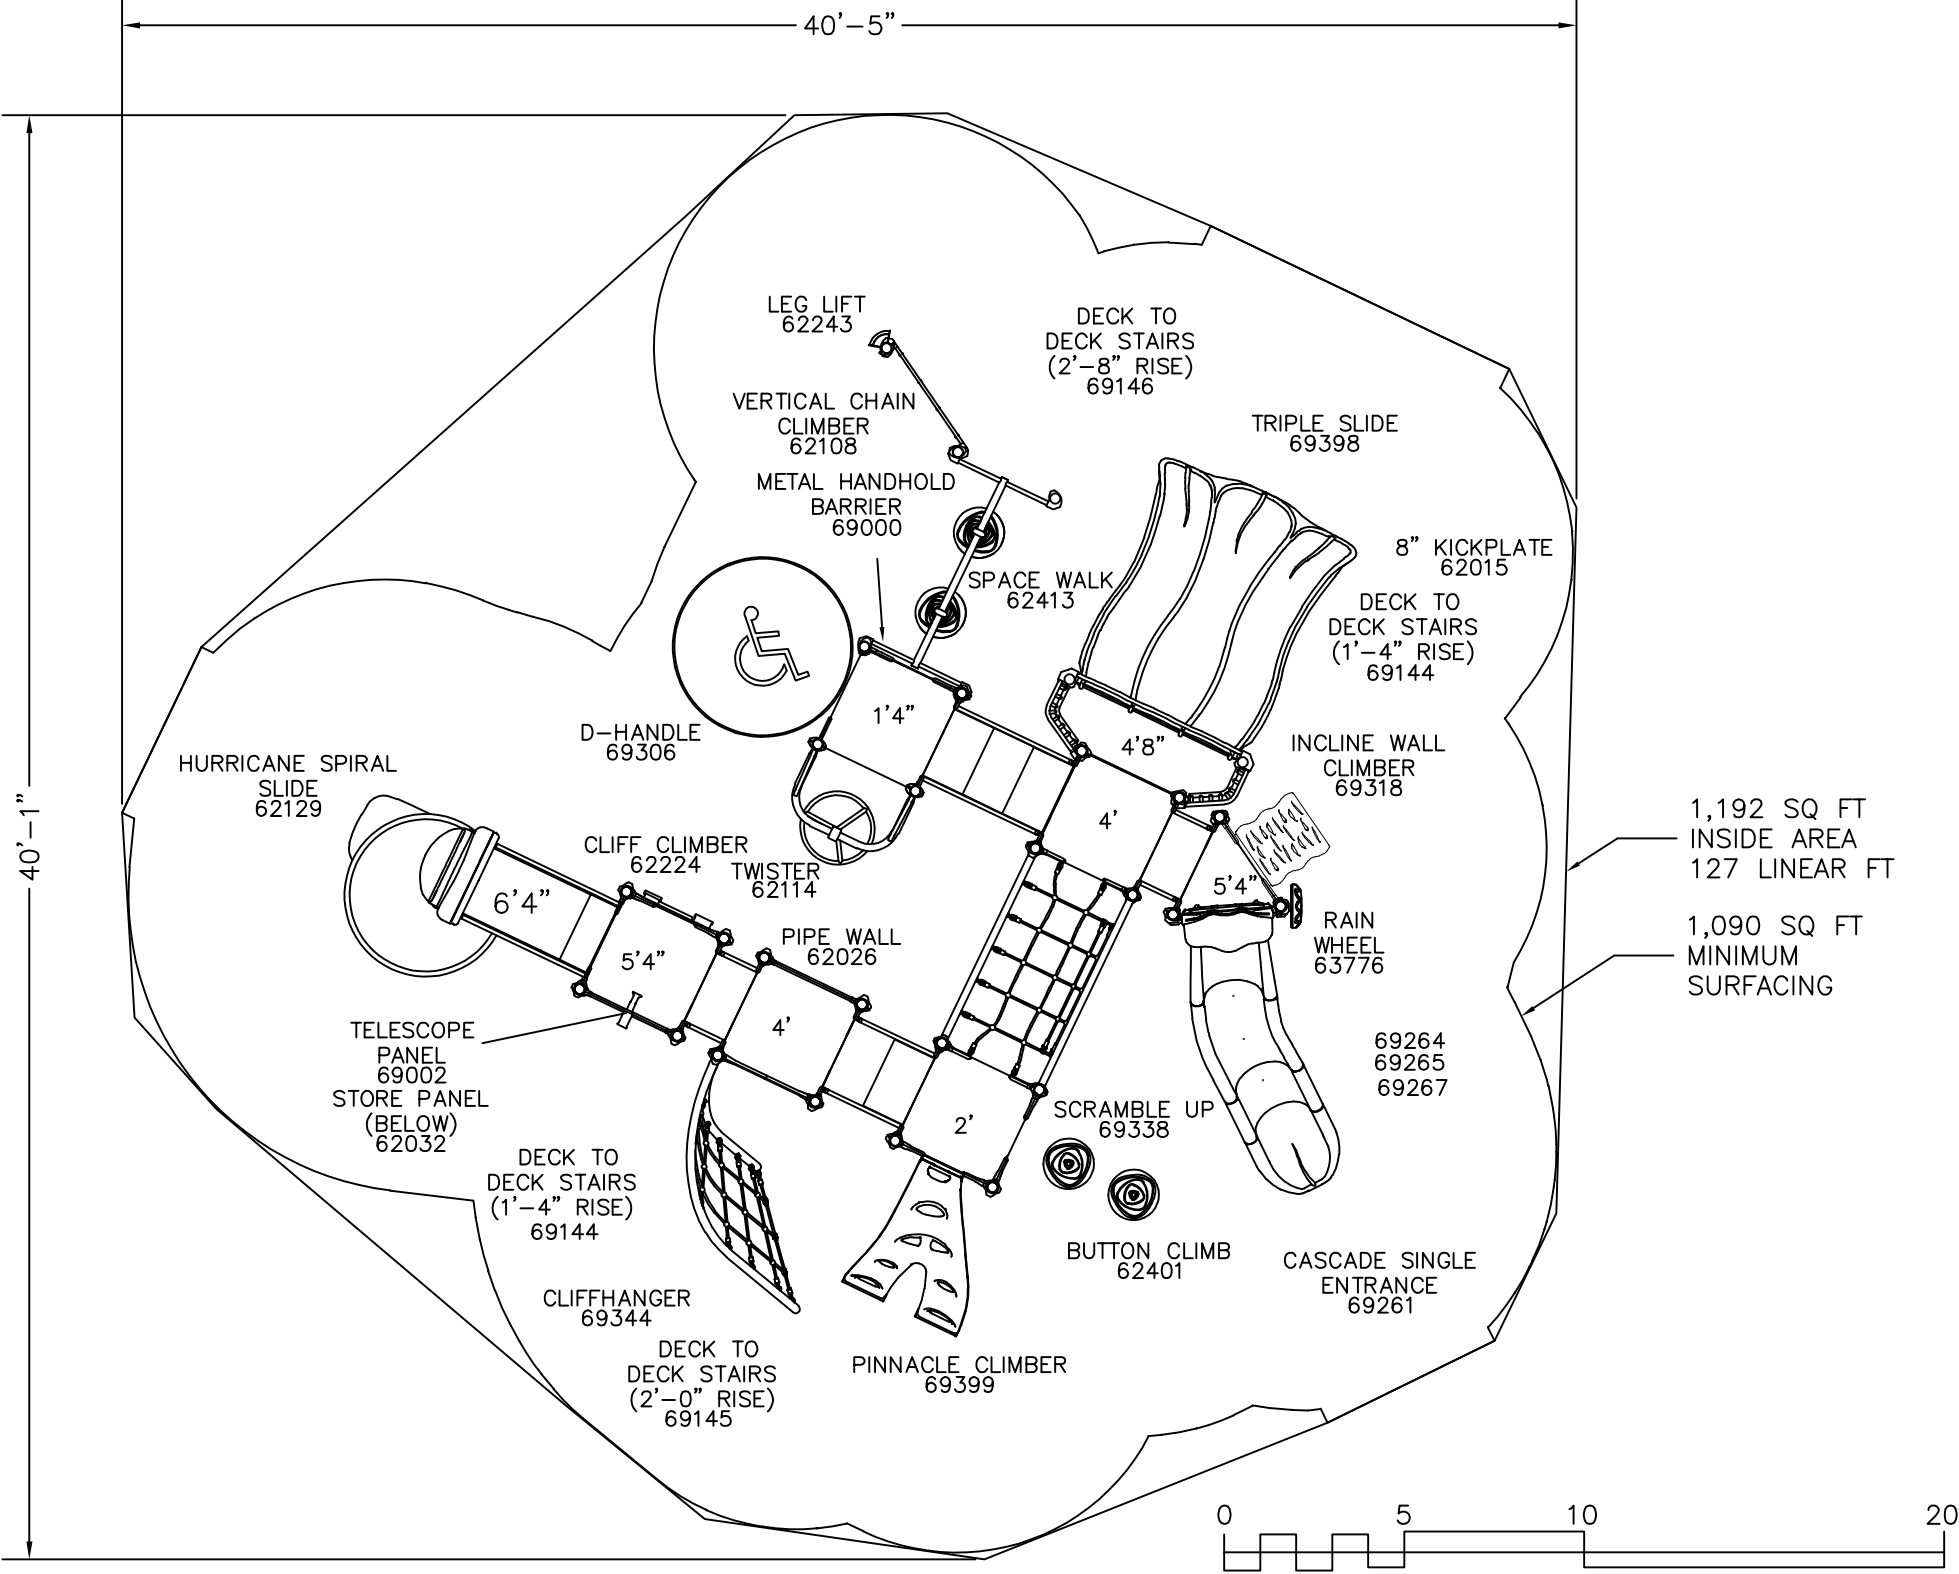 40'-5"
40'-1"
LEG LIFT
62243
DECK TO
DECK STAIRS
(2'-8" RISE)
69146
VERTICAL CHAIN
CLIMBER
62108
TRIPLE SLIDE
69398
METAL HANDHOLD
BARRIER
69000
8" KICKPLATE
62015
SPACE WALK
62413
DECK TO
DECK STAIRS
(1'-4" RISE)
69144
1'4"
D-HANDLE
69306
4'8"
INCLINE WALL
CLIMBER
69318
HURRICANE SPIRAL
SLIDE
62129
4'
CLIFF CLIMBER
62224
TWISTER
62114
5'4"
6'4"
RAIN
WHEEL
63776
1,192 SQ FT
INSIDE AREA
127 LINEAR FT
1,090 SQ FT
MINIMUM
SURFACING
PIPE WALL
62026
5'4"
4'
TELESCOPE
PANEL
69002
STORE PANEL
(BELOW)
62032
69264
69265
69267
2'
SCRAMBLE UP
69338
DECK TO
DECK STAIRS
(1'-4" RISE)
69144
BUTTON CLIMB
62401
CASCADE SINGLE
ENTRANCE
69261
CLIFFHANGER
69344
DECK TO
DECK STAIRS
(2'-0" RISE)
69145
PINNACLE CLIMBER
69399
0 5 10 20